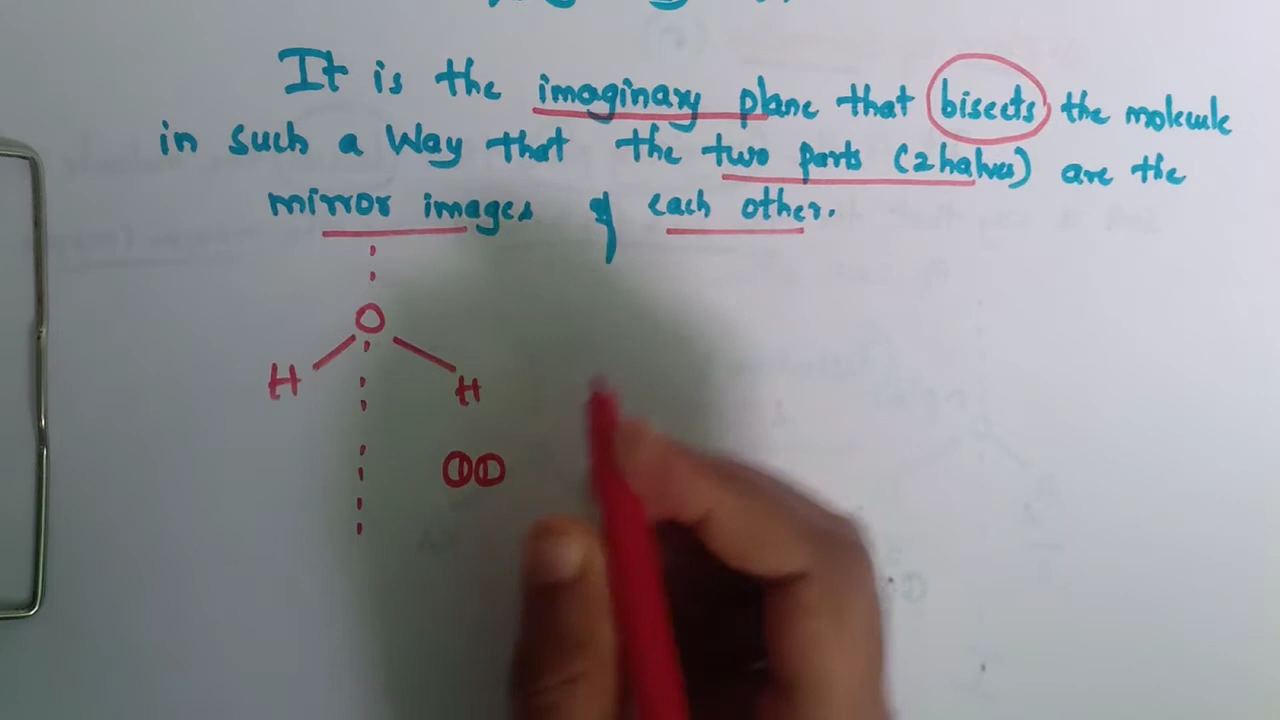 It is the imaginary plane that bisects the molecule
in such a way that the two parts (2 halves) are the
mirror images of each other.
O
H H